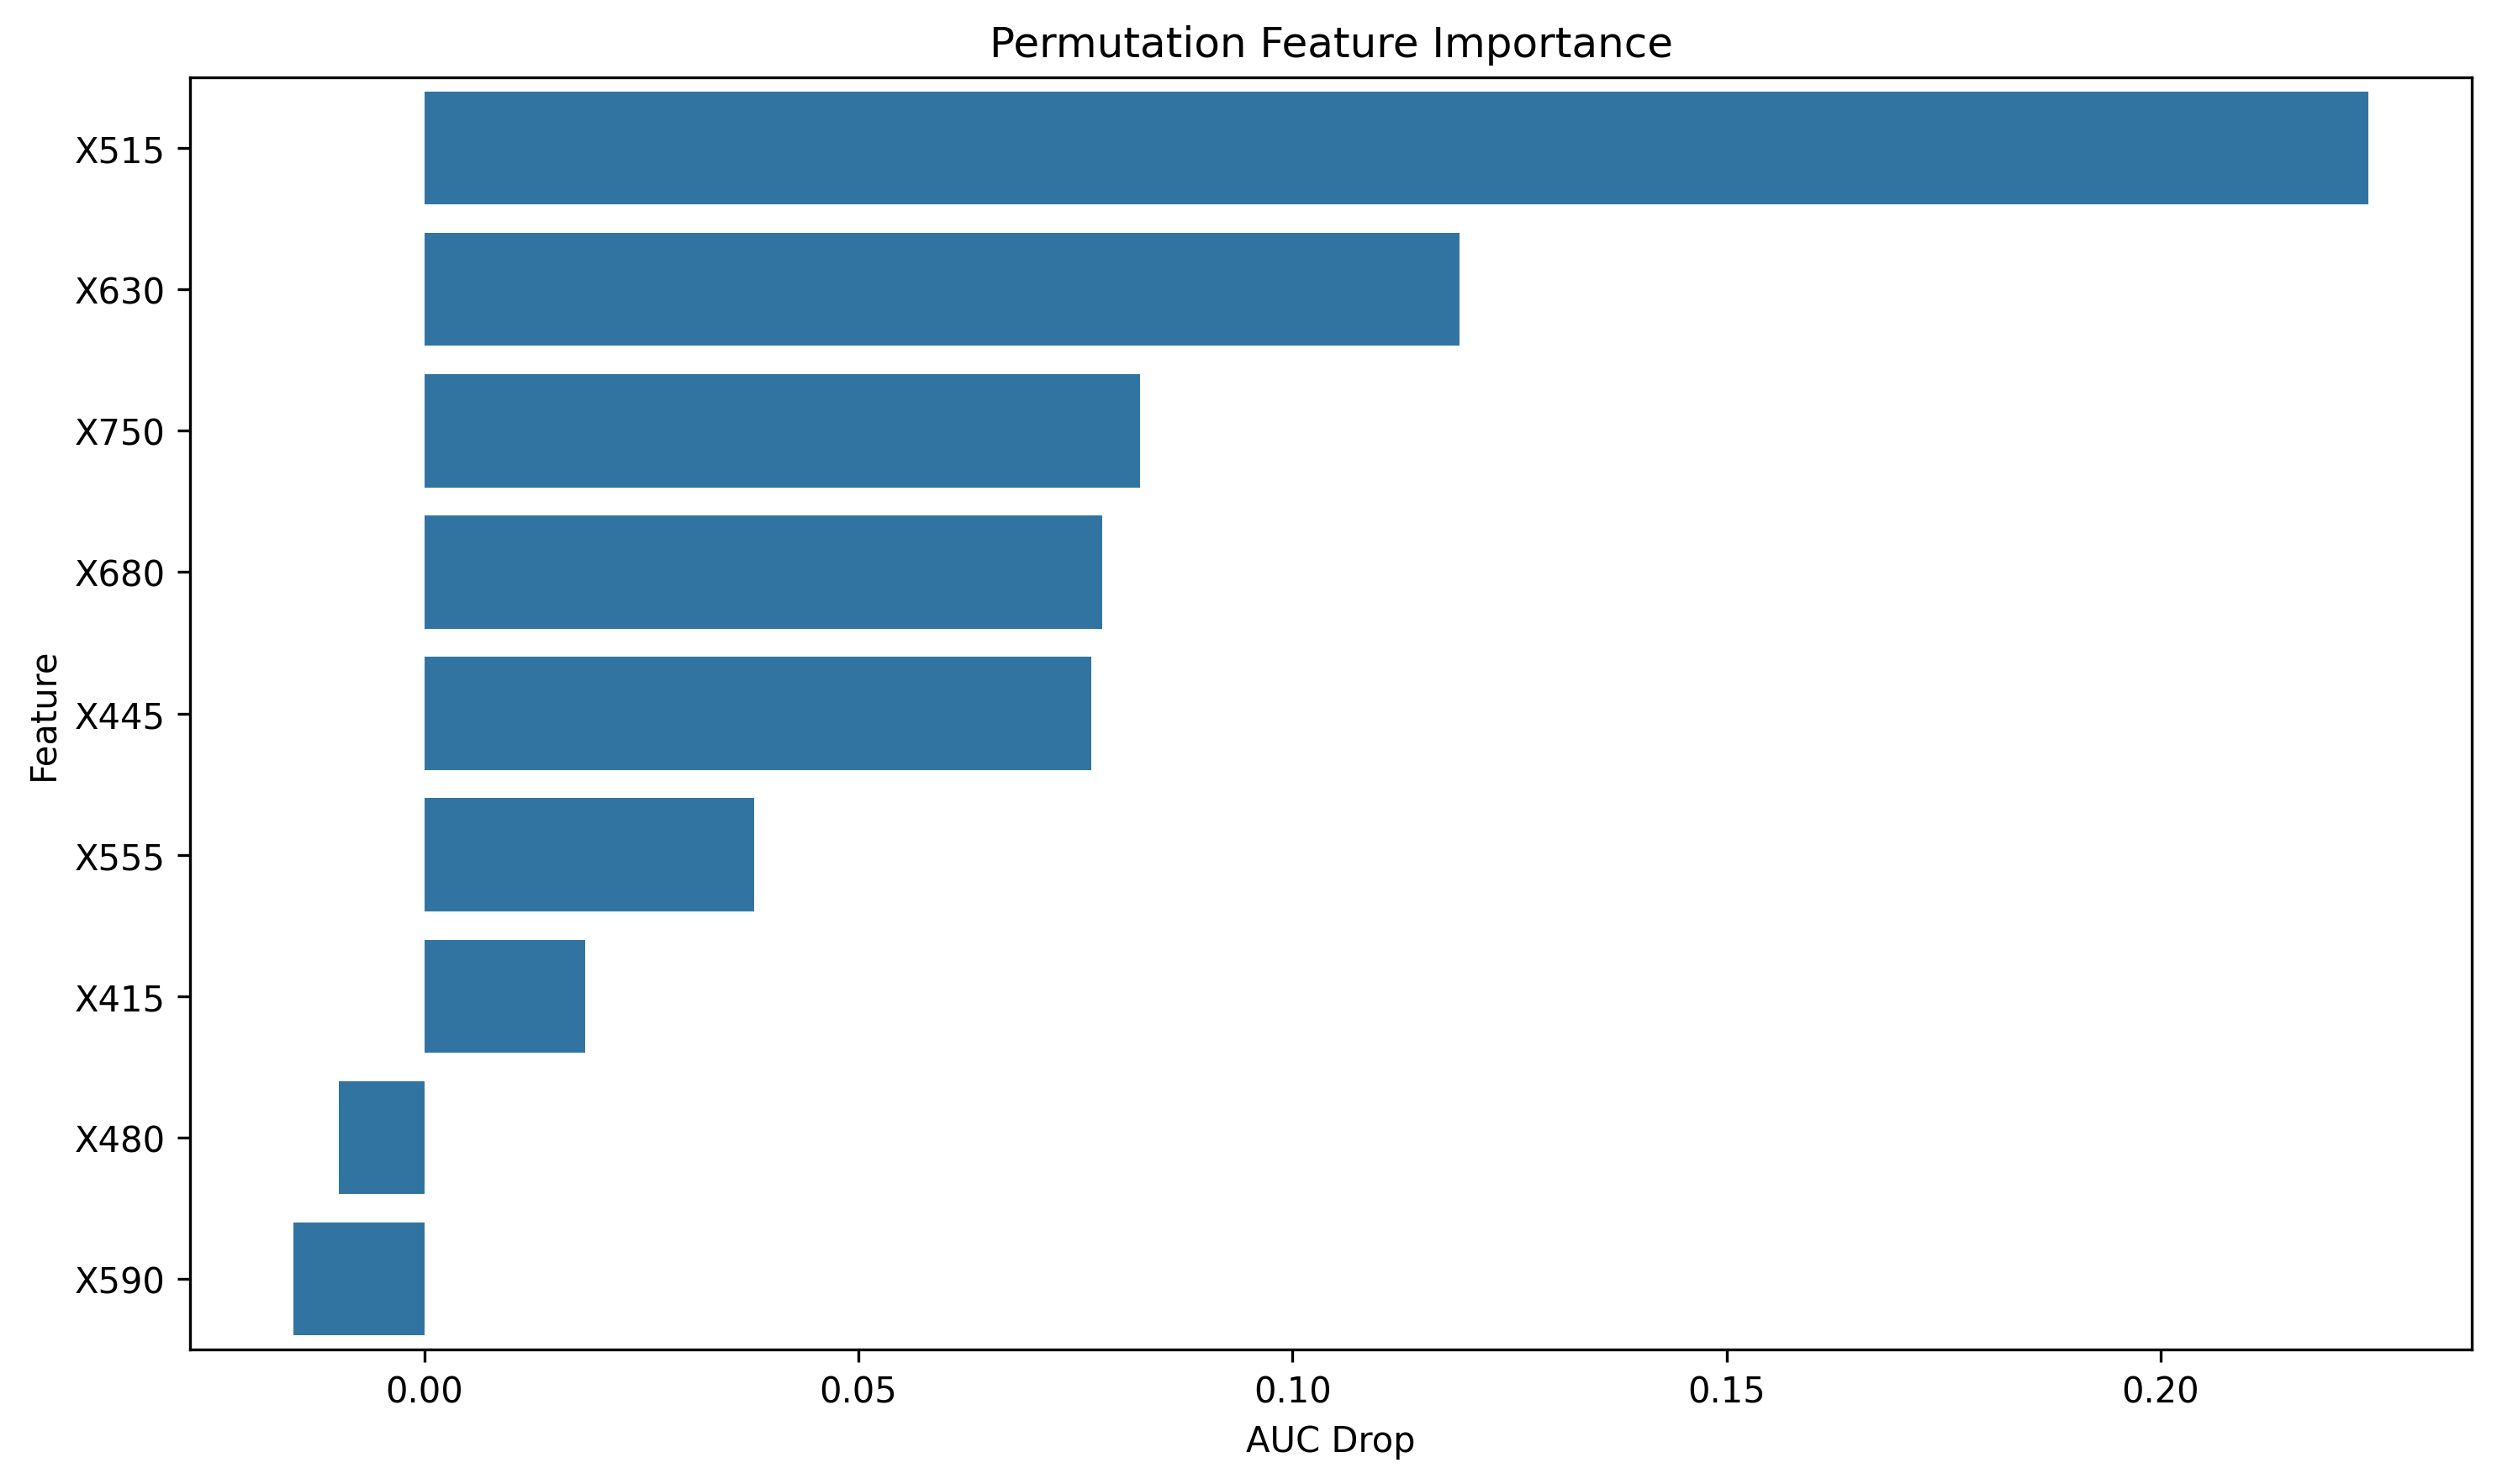 Permutation Feature Importance
X515
X630
X750
X680
X445
X555
X415
X480
X590
Feature
0.00 0.05 0.10 0.15 0.20
AUC Drop